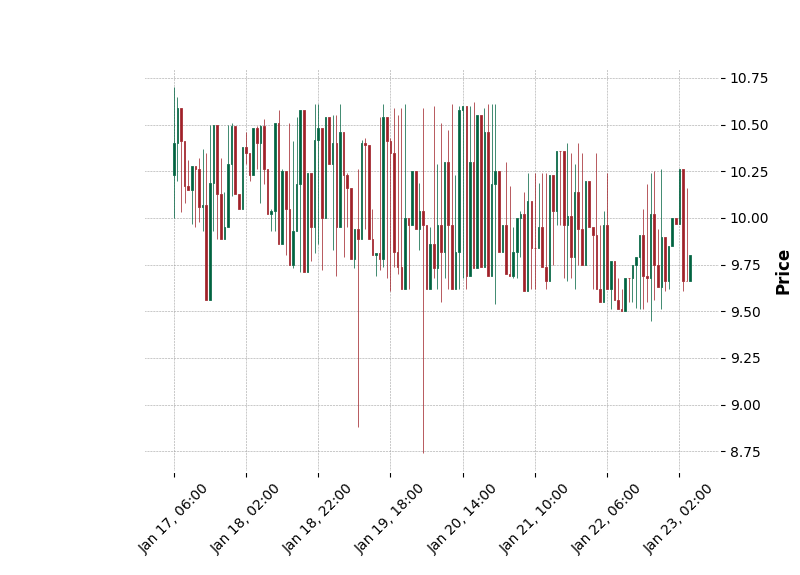 10.75
10.50
10.25
10.00
9.75
9.50
9.25
9.00
8.75
Price
Jan 17, 06:00
Jan 18, 02:00
Jan 18, 22:00
Jan 19, 18:00
Jan 20, 14:00
Jan 21, 10:00
Jan 22, 06:00
Jan 23, 02:00